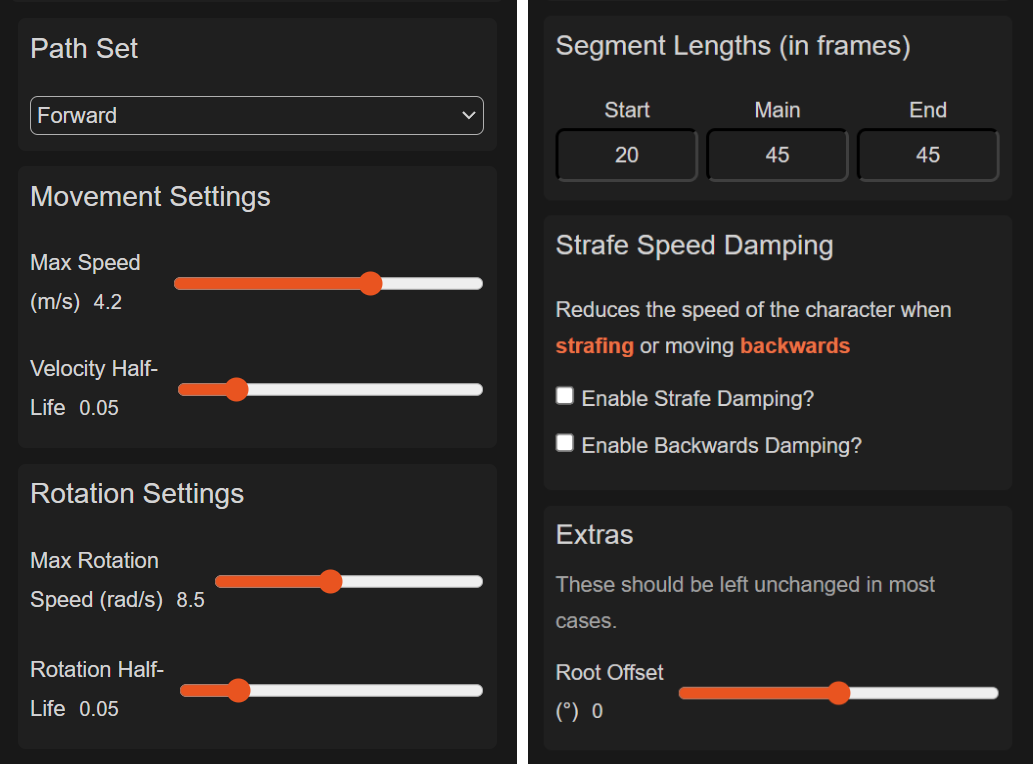 Path Set
Forward
Movement Settings
Max Speed
(m/s) 4.2
Velocity Half-
Life 0.05
Rotation Settings
Max Rotation
Speed (rad/s) 8.5
Rotation Half-
Life 0.05
Segment Lengths (in frames)
Start Main End
20 45 45
Strafe Speed Damping
Reduces the speed of the character when
strafing or moving backwards
Enable Strafe Damping?
Enable Backwards Damping?
Extras
These should be left unchanged in most
cases.
Root Offset
(°) 0